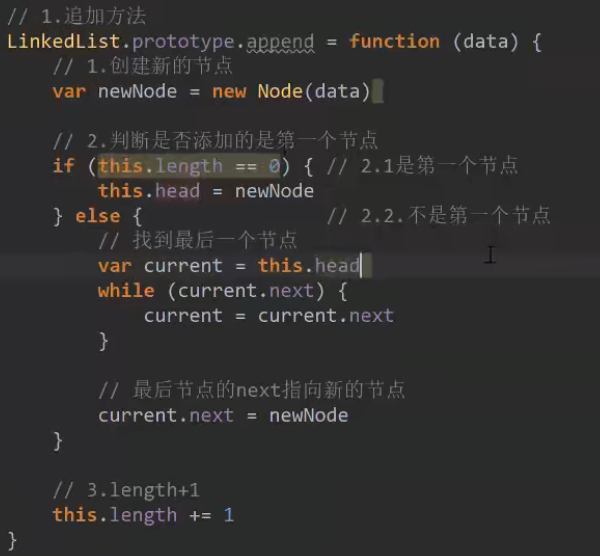 // 1.追加方法
LinkedList.prototype.append = function (data) {
// 1.创建新的节点
var newNode = new Node(data)
// 2.判断是否添加的是第一个节点
if (this.length == 0) { // 2.1是第一个节点
this.head = newNode
} else { // 2.2.不是第一个节点
// 找到最后一个节点
var current = this.head
while (current.next) {
current = current.next
}
// 最后节点的next指向新的节点
current.next = newNode
}
// 3.length+1
this.length += 1
}